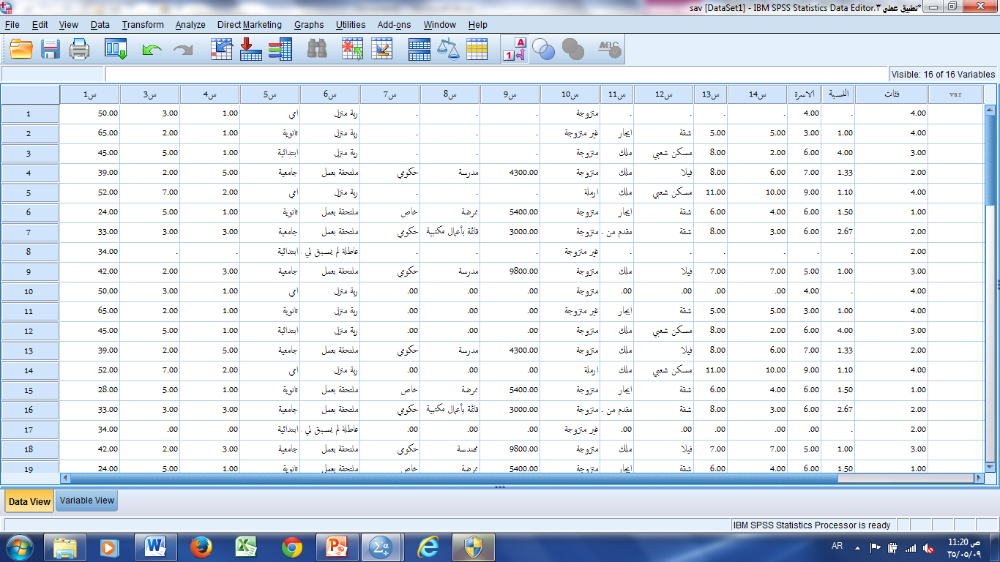 *تطبيق عملي ٣.sav [DataSet1] - IBM SPSS Statistics Data Editor
File Edit View Data Transform Analyze Direct Marketing Graphs Utilities Add-ons Window Help
Visible: 16 of 16 Variables
س1 س3 س4 س5 س6 س7 س8 س9 س10 س11 س12 س13 س14 الاسرة النسبة فئات var
1 50.00 3.00 1.00 امي ربة منزل . . . متزوجة . . . . 4.00 . 4.00
2 65.00 2.00 1.00 ثانوية ربة منزل . . . غير متزوجة ايجار شقة 5.00 5.00 3.00 1.00 4.00
3 45.00 5.00 1.00 ابتدائية ربة منزل . . . متزوجة ملك مسكن شعبي 8.00 2.00 6.00 4.00 3.00
4 39.00 2.00 5.00 جامعية ملتحقة بعمل حكومي مدرسة 4300.00 متزوجة ملك فيلا 8.00 6.00 7.00 1.33 2.00
5 52.00 7.00 2.00 امي ربة منزل . . . ارملة ملك مسكن شعبي 11.00 10.00 9.00 1.10 4.00
6 24.00 5.00 1.00 ثانوية ملتحقة بعمل خاص ممرضة 5400.00 متزوجة ايجار شقة 6.00 4.00 6.00 1.50 1.00
7 33.00 3.00 3.00 جامعية ملتحقة بعمل حكومي قائمة بأعمال مكتبية 3000.00 متزوجة مقدم من . شقة 8.00 3.00 6.00 2.67 2.00
8 34.00 . . ابتدائية عاطلة لم يسبق لي . . . . غير متزوجة . . . . . . 2.00
9 42.00 2.00 3.00 جامعية ملتحقة بعمل حكومي مدرسة 9800.00 متزوجة ملك فيلا 7.00 7.00 5.00 1.00 3.00
10 50.00 3.00 1.00 امي ربة منزل .00 .00 .00 متزوجة .00 .00 .00 .00 4.00 . 4.00
11 65.00 2.00 1.00 ثانوية ربة منزل .00 .00 .00 غير متزوجة ايجار شقة 5.00 5.00 3.00 1.00 4.00
12 45.00 5.00 1.00 ابتدائية ربة منزل .00 .00 .00 متزوجة ملك مسكن شعبي 8.00 2.00 6.00 4.00 3.00
13 39.00 2.00 5.00 جامعية ملتحقة بعمل حكومي مدرسة 4300.00 متزوجة ملك فيلا 8.00 6.00 7.00 1.33 2.00
14 52.00 7.00 2.00 امي ربة منزل .00 .00 .00 ارملة ملك مسكن شعبي 11.00 10.00 9.00 1.10 4.00
15 28.00 5.00 1.00 ثانوية ملتحقة بعمل خاص ممرضة 5400.00 متزوجة ايجار شقة 6.00 4.00 6.00 1.50 1.00
16 33.00 3.00 3.00 جامعية ملتحقة بعمل حكومي قائمة بأعمال مكتبية 3000.00 متزوجة مقدم من . شقة 8.00 3.00 6.00 2.67 2.00
17 34.00 .00 .00 ابتدائية عاطلة لم يسبق لي . .00 .00 .00 غير متزوجة .00 .00 .00 .00 .00 . 2.00
18 42.00 2.00 3.00 جامعية ملتحقة بعمل حكومي مهندسة 9800.00 متزوجة ملك فيلا 7.00 7.00 5.00 1.00 3.00
19 24.00 5.00 1.00 ثانوية ملتحقة بعمل خاص ممرضة 5400.00 متزوجة ايجار شقة 6.00 4.00 6.00 1.50 1.00
Data View Variable View
IBM SPSS Statistics Processor is ready
AR 11:20 ص
٣٥/٠٥/٠٩